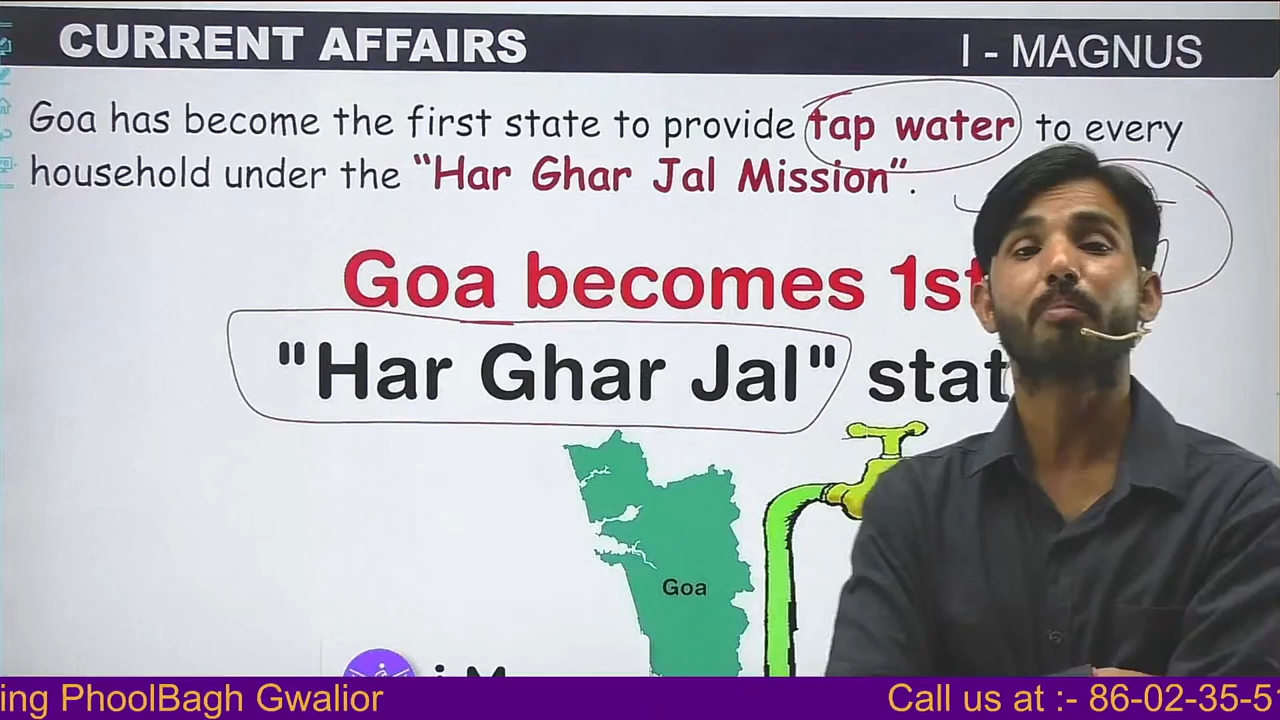 CURRENT AFFAIRS
I - MAGNUS
Goa has become the first state to provide tap water to every
household under the "Har Ghar Jal Mission".
Goa becomes 1st
"Har Ghar Jal" stat
Goa
i M
ing PhoolBagh Gwalior
Call us at :- 86-02-35-51